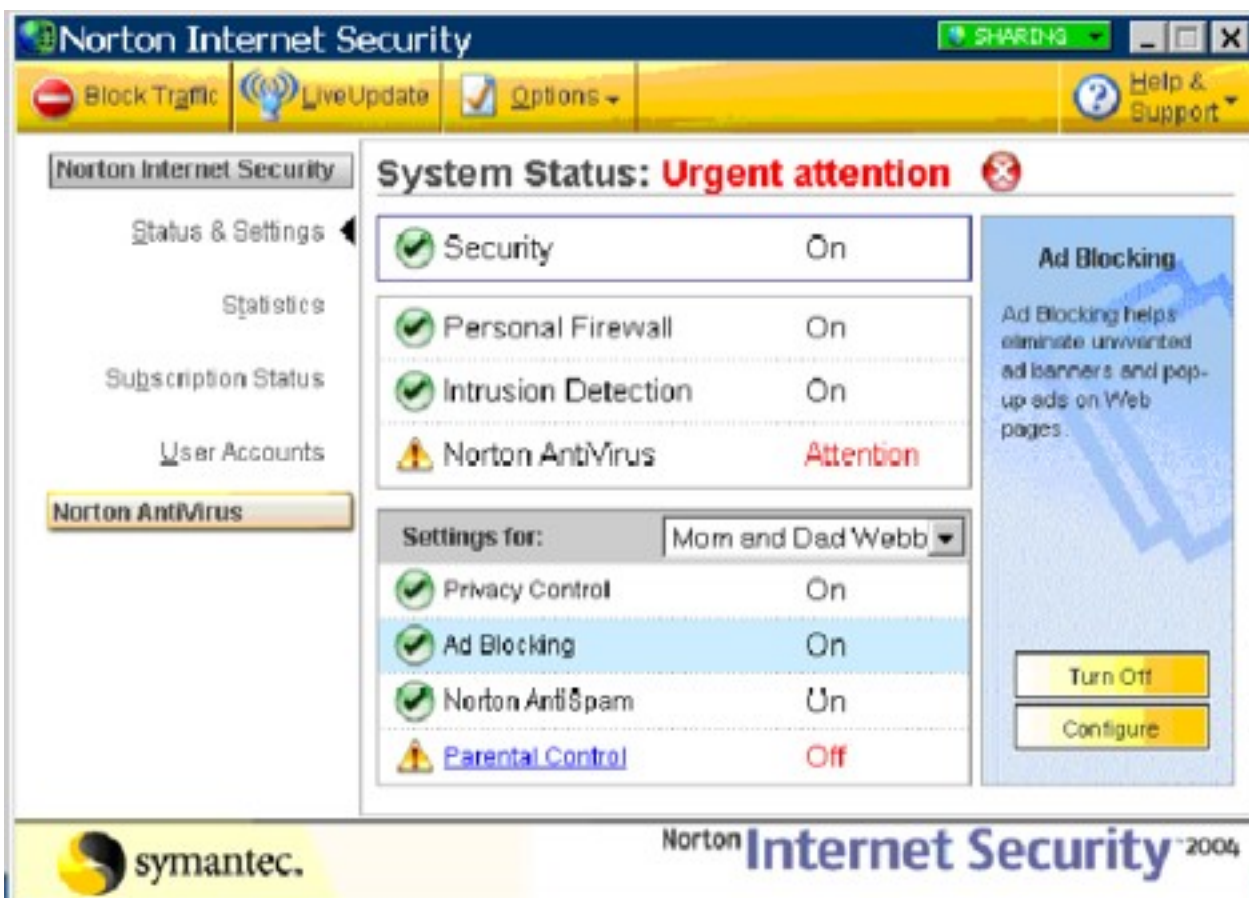 Norton Internet Security
SHARING
Block Traffic
LiveUpdate
Options
Help &
Support
Norton Internet Security
Status & Settings
Statistics
Subscription Status
User Accounts
Norton AntiVirus
System Status: Urgent attention
Security On
Personal Firewall On
Intrusion Detection On
Norton AntiVirus Attention
Settings for: Mom and Dad Webb
Privacy Control On
Ad Blocking On
Norton AntiSpam On
Parental Control Off
Ad Blocking
Ad Blocking helps
eliminate unwanted
ad banners and pop-
up ads on Web
pages.
Turn Off
Configure
symantec.
Norton Internet Security 2004